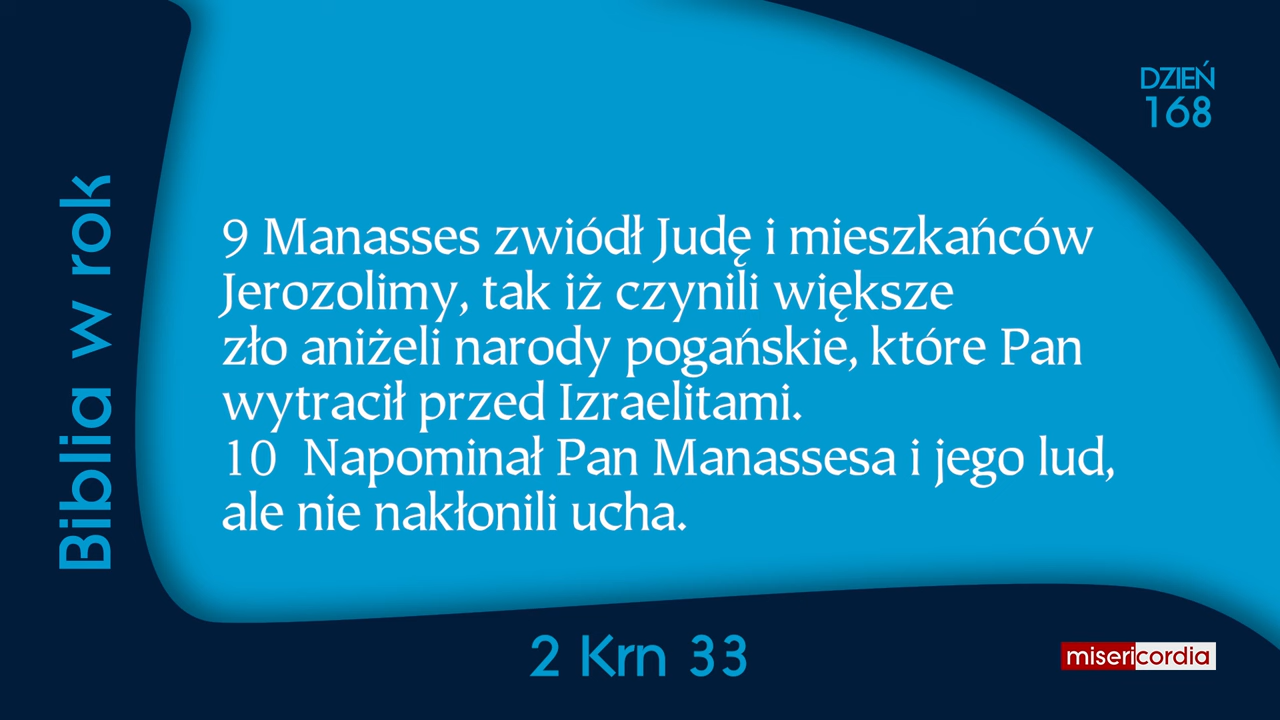 DZIEŃ
168
Biblia w rok
9 Manasses zwiódł Judę i mieszkańców
Jerozolimy, tak iż czynili większe
zło aniżeli narody pogańskie, które Pan
wytracił przed Izraelitami.
10  Napominał Pan Manassesa i jego lud,
ale nie nakłonili ucha.
2 Krn 33
misericordia